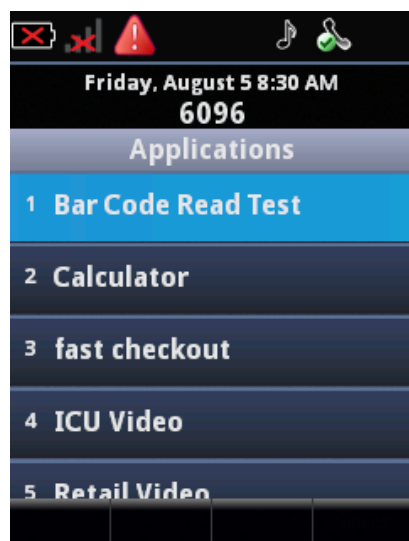 Friday, August 5 8:30 AM
6096
Applications
1 Bar Code Read Test
2 Calculator
3 fast checkout
4 ICU Video
5 Retail Video